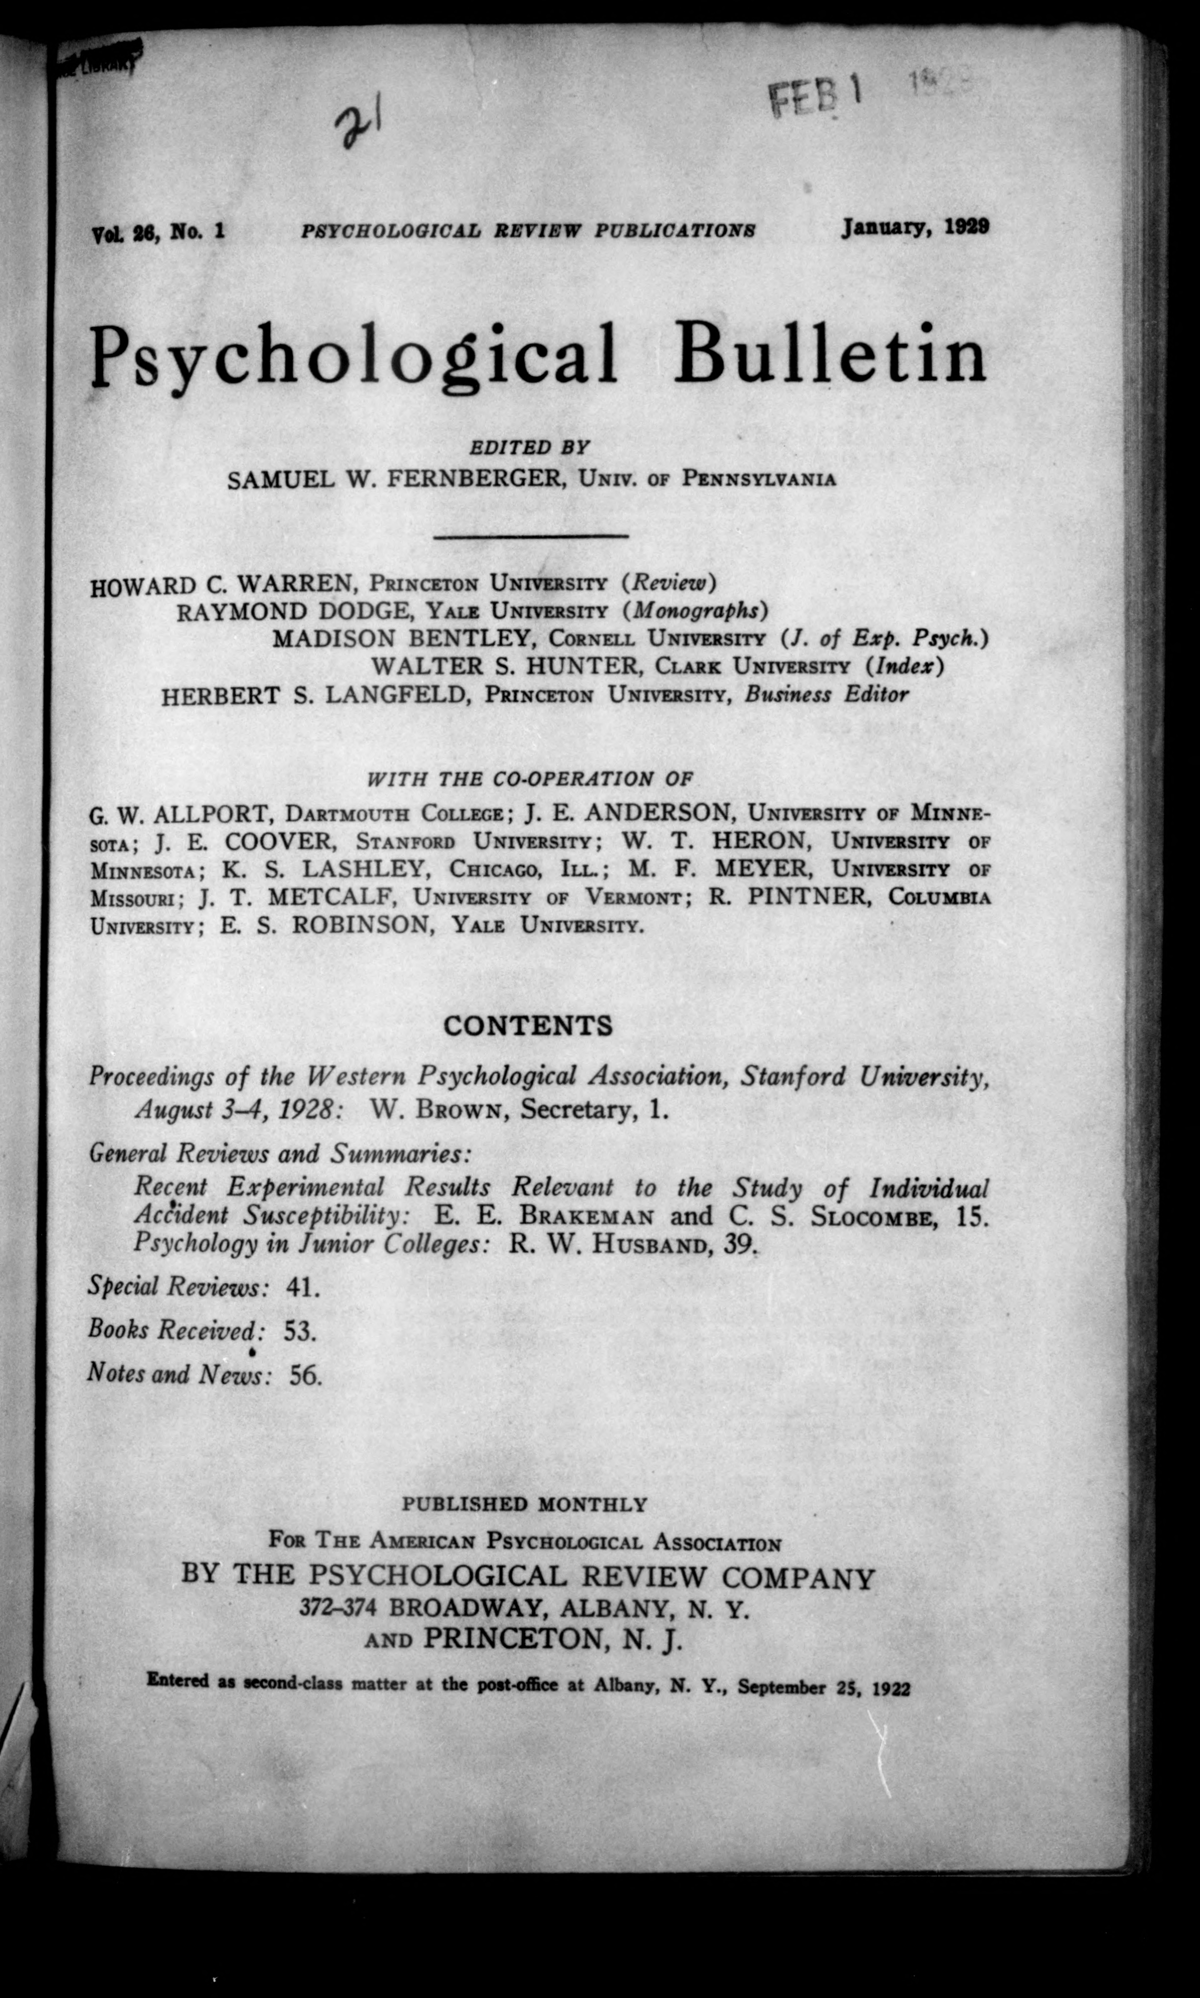 LIBRARY
21
FEB 1 1929
Vol. 26, No. 1 PSYCHOLOGICAL REVIEW PUBLICATIONS January, 1929
Psychological Bulletin
EDITED BY
SAMUEL W. FERNBERGER, UNIV. OF PENNSYLVANIA
HOWARD C. WARREN, PRINCETON UNIVERSITY (Review)
RAYMOND DODGE, YALE UNIVERSITY (Monographs)
MADISON BENTLEY, CORNELL UNIVERSITY (J. of Exp. Psych.)
WALTER S. HUNTER, CLARK UNIVERSITY (Index)
HERBERT S. LANGFELD, PRINCETON UNIVERSITY, Business Editor
WITH THE CO-OPERATION OF
G. W. ALLPORT, DARTMOUTH COLLEGE; J. E. ANDERSON, UNIVERSITY OF MINNE-
SOTA; J. E. COOVER, STANFORD UNIVERSITY; W. T. HERON, UNIVERSITY OF
MINNESOTA; K. S. LASHLEY, CHICAGO, ILL.; M. F. MEYER, UNIVERSITY OF
MISSOURI; J. T. METCALF, UNIVERSITY OF VERMONT; R. PINTNER, COLUMBIA
UNIVERSITY; E. S. ROBINSON, YALE UNIVERSITY.
CONTENTS
Proceedings of the Western Psychological Association, Stanford University,
August 3–4, 1928: W. BROWN, Secretary, 1.
General Reviews and Summaries:
Recent Experimental Results Relevant to the Study of Individual
Accident Susceptibility: E. E. BRAKEMAN and C. S. SLOCOMBE, 15.
Psychology in Junior Colleges: R. W. HUSBAND, 39.
Special Reviews: 41.
Books Received: 53.
Notes and News: 56.
PUBLISHED MONTHLY
FOR THE AMERICAN PSYCHOLOGICAL ASSOCIATION
BY THE PSYCHOLOGICAL REVIEW COMPANY
372–374 BROADWAY, ALBANY, N. Y.
AND PRINCETON, N. J.
Entered as second-class matter at the post-office at Albany, N. Y., September 25, 1922